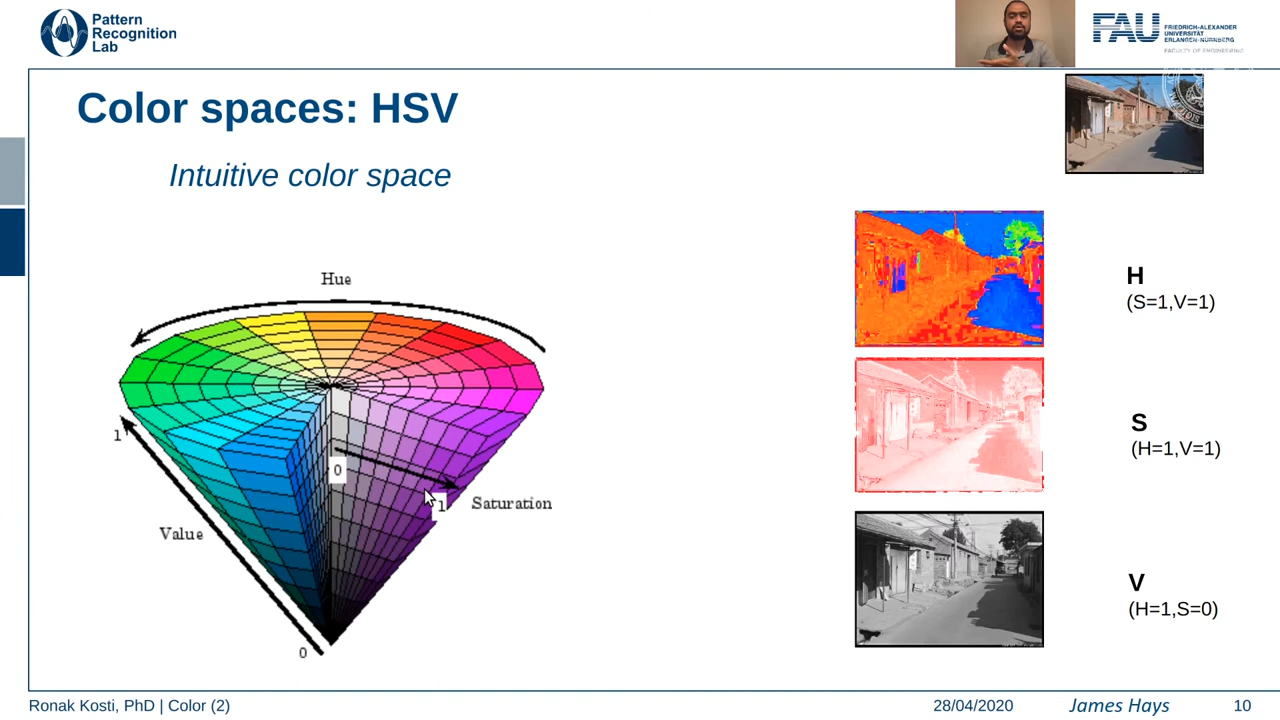 Pattern
Recognition
Lab
FAU
FRIEDRICH-ALEXANDER
UNIVERSITÄT
ERLANGEN-NÜRNBERG
FACULTY OF ENGINEERING
Color spaces: HSV
Intuitive color space
Hue
1
0
1
Saturation
Value
0
H
(S=1,V=1)
S
(H=1,V=1)
V
(H=1,S=0)
Ronak Kosti, PhD | Color (2)
28/04/2020
James Hays
10